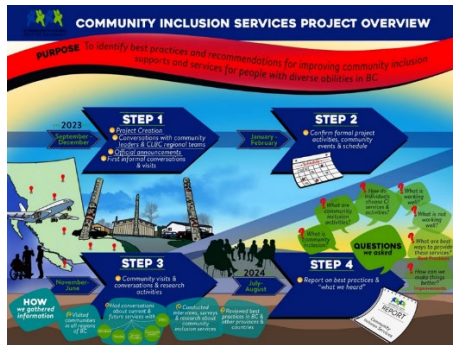 COMMUNITY INCLUSION SERVICES PROJECT OVERVIEW
PURPOSE To identify best practices and recommendations for improving community inclusion
supports and services for people with diverse abilities in BC
2023
September-
December
STEP 1
Project Creation
Conversations with community
leaders & CLBC regional teams
Official announcements
First informal conversations
& visits
January-
February
STEP 2
Confirm formal project
activities, community
events & schedule
November-
June
STEP 3
Community visits &
conversations & research
activities
2024
July-
August
STEP 4
Report on best practices &
"what we heard"
What is
community
inclusion?
What are
community
inclusion
activities?
How do
individuals
choose CI
services &
activities?
What is
working
well?
What is not
working
well?
What are best
ways to provide
these services?
How can we
make things
better?
QUESTIONS
we asked
HOW
we gathered
information
Visited
communities
in all regions
of BC
Had conversations
about current &
future services with
Conducted
interviews, surveys
& research about
community inclusion
services
Reviewed best
practices in BC &
other provinces &
countries
REPORT
Community
Inclusion
Services